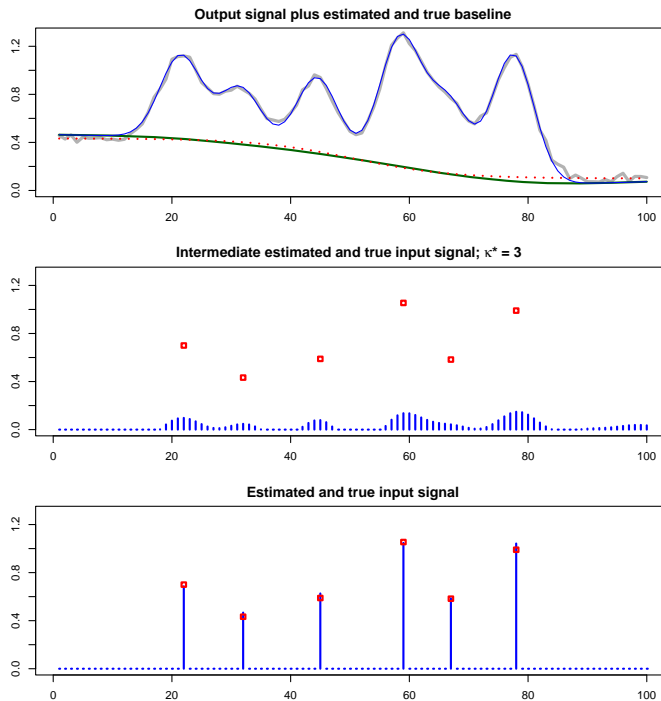 Output signal plus estimated and true baseline
1.2
0.8
0.4
0.0
0 20 40 60 80 100
Intermediate estimated and true input signal; κ* = 3
1.2
0.8
0.4
0.0
0 20 40 60 80 100
Estimated and true input signal
1.2
0.8
0.4
0.0
0 20 40 60 80 100